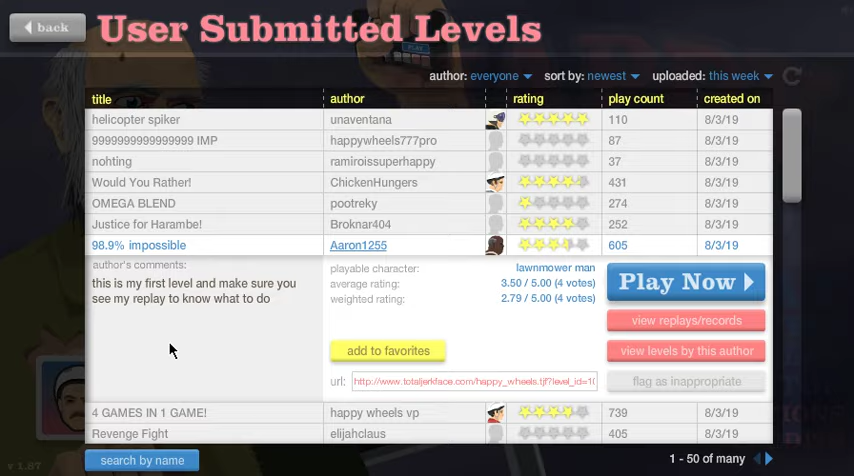 back
User Submitted Levels
author: everyone sort by: newest uploaded: this week
title author rating play count created on
helicopter spiker unaventana 110 8/3/19
9999999999999999 IMP happywheels777pro 87 8/3/19
nohting ramiroissuperhappy 37 8/3/19
Would You Rather! ChickenHungers 431 8/3/19
OMEGA BLEND pootreky 274 8/3/19
Justice for Harambe! Broknar404 252 8/3/19
98.9% impossible Aaron1255 605 8/3/19
author's comments:
this is my first level and make sure you
see my replay to know what to do
playable character: lawnmower man
average rating: 3.50 / 5.00 (4 votes)
weighted rating: 2.79 / 5.00 (4 votes)
add to favorites
url: http://www.totaljerkface.com/happy_wheels.tjf?level_id=1(
Play Now
view replays/records
view levels by this author
flag as inappropriate
4 GAMES IN 1 GAME! happy wheels vp 739 8/3/19
Revenge Fight elijahclaus 405 8/3/19
search by name
1 - 50 of many
v 1.87